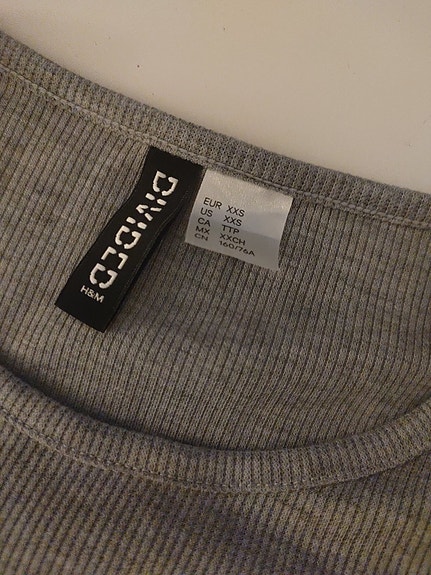 DIVIDED
H&M
EUR XXS
US XXS
CA TTP
MX XXCH
CN 160/76A